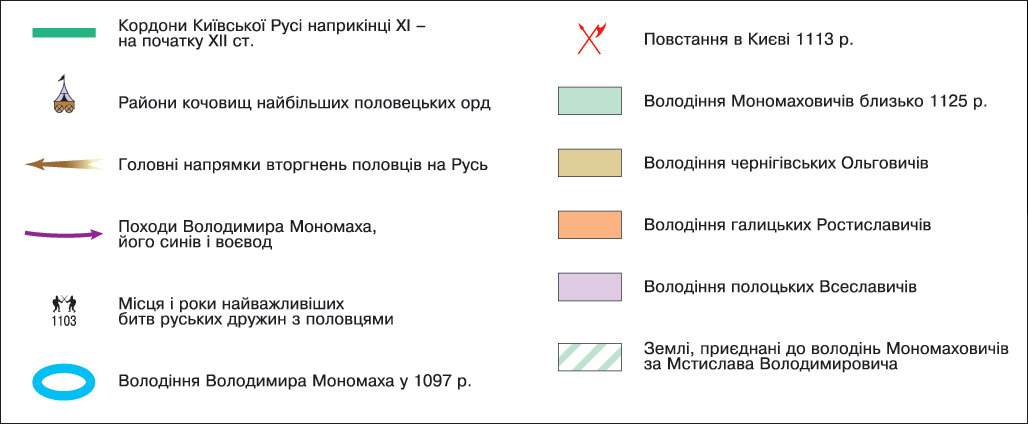 Кордони Київської Русі наприкінці XI –
на початку XII ст.
Райони кочовищ найбільших половецьких орд
Головні напрямки вторгнень половців на Русь
Походи Володимира Мономаха,
його синів і воєвод
1103
Місця і роки найважливіших
битв руських дружин з половцями
Володіння Володимира Мономаха у 1097 р.
Повстання в Києві 1113 р.
Володіння Мономаховичів близько 1125 р.
Володіння чернігівських Ольговичів
Володіння галицьких Ростиславичів
Володіння полоцьких Всеславичів
Землі, приєднані до володінь Мономаховичів
за Мстислава Володимировича